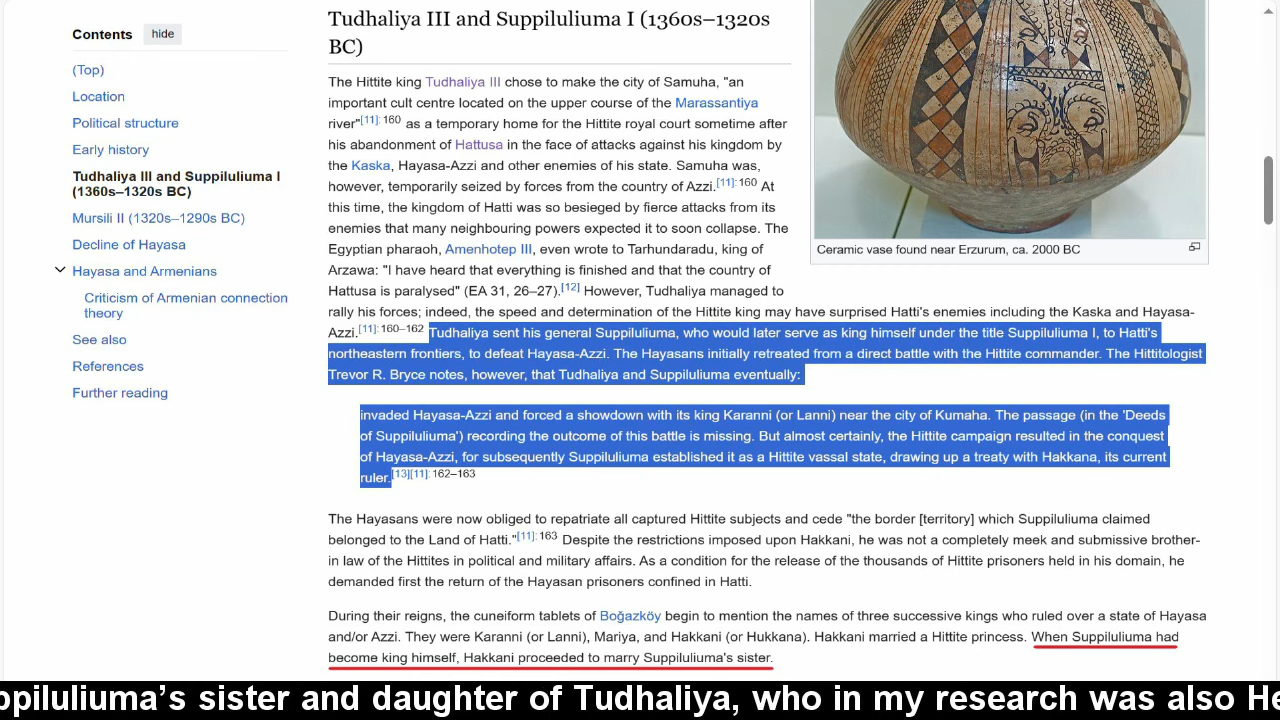 Contents hide
(Top)
Location
Political structure
Early history
Tudhaliya III and Suppiluliuma I
(1360s–1320s BC)
Mursili II (1320s–1290s BC)
Decline of Hayasa
Hayasa and Armenians
Criticism of Armenian connection
theory
See also
References
Further reading
Tudhaliya III and Suppiluliuma I (1360s–1320s
BC)
The Hittite king Tudhaliya III chose to make the city of Samuha, "an
important cult centre located on the upper course of the Marassantiya
river"[11]: 160 as a temporary home for the Hittite royal court sometime after
his abandonment of Hattusa in the face of attacks against his kingdom by
the Kaska, Hayasa-Azzi and other enemies of his state. Samuha was,
however, temporarily seized by forces from the country of Azzi.[11]: 160 At
this time, the kingdom of Hatti was so besieged by fierce attacks from its
enemies that many neighbouring powers expected it to soon collapse. The
Egyptian pharaoh, Amenhotep III, even wrote to Tarhundaradu, king of
Arzawa: "I have heard that everything is finished and that the country of
Hattusa is paralysed" (EA 31, 26–27).[12] However, Tudhaliya managed to
rally his forces; indeed, the speed and determination of the Hittite king may have surprised Hatti's enemies including the Kaska and Hayasa-
Azzi.[11]: 160–162 Tudhaliya sent his general Suppiluliuma, who would later serve as king himself under the title Suppiluliuma I, to Hatti's
northeastern frontiers, to defeat Hayasa-Azzi. The Hayasans initially retreated from a direct battle with the Hittite commander. The Hittitologist
Trevor R. Bryce notes, however, that Tudhaliya and Suppiluliuma eventually:
invaded Hayasa-Azzi and forced a showdown with its king Karanni (or Lanni) near the city of Kumaha. The passage (in the 'Deeds
of Suppiluliuma') recording the outcome of this battle is missing. But almost certainly, the Hittite campaign resulted in the conquest
of Hayasa-Azzi, for subsequently Suppiluliuma established it as a Hittite vassal state, drawing up a treaty with Hakkana, its current
ruler.[13][11]: 162–163
The Hayasans were now obliged to repatriate all captured Hittite subjects and cede "the border [territory] which Suppiluliuma claimed
belonged to the Land of Hatti."[11]: 163 Despite the restrictions imposed upon Hakkani, he was not a completely meek and submissive brother-
in law of the Hittites in political and military affairs. As a condition for the release of the thousands of Hittite prisoners held in his domain, he
demanded first the return of the Hayasan prisoners confined in Hatti.
During their reigns, the cuneiform tablets of Boğazköy begin to mention the names of three successive kings who ruled over a state of Hayasa
and/or Azzi. They were Karanni (or Lanni), Mariya, and Hakkani (or Hukkana). Hakkani married a Hittite princess. When Suppiluliuma had
become king himself, Hakkani proceeded to marry Suppiluliuma's sister.
Ceramic vase found near Erzurum, ca. 2000 BC
ppiluliuma’s sister and daughter of Tudhaliya, who in my research was also He